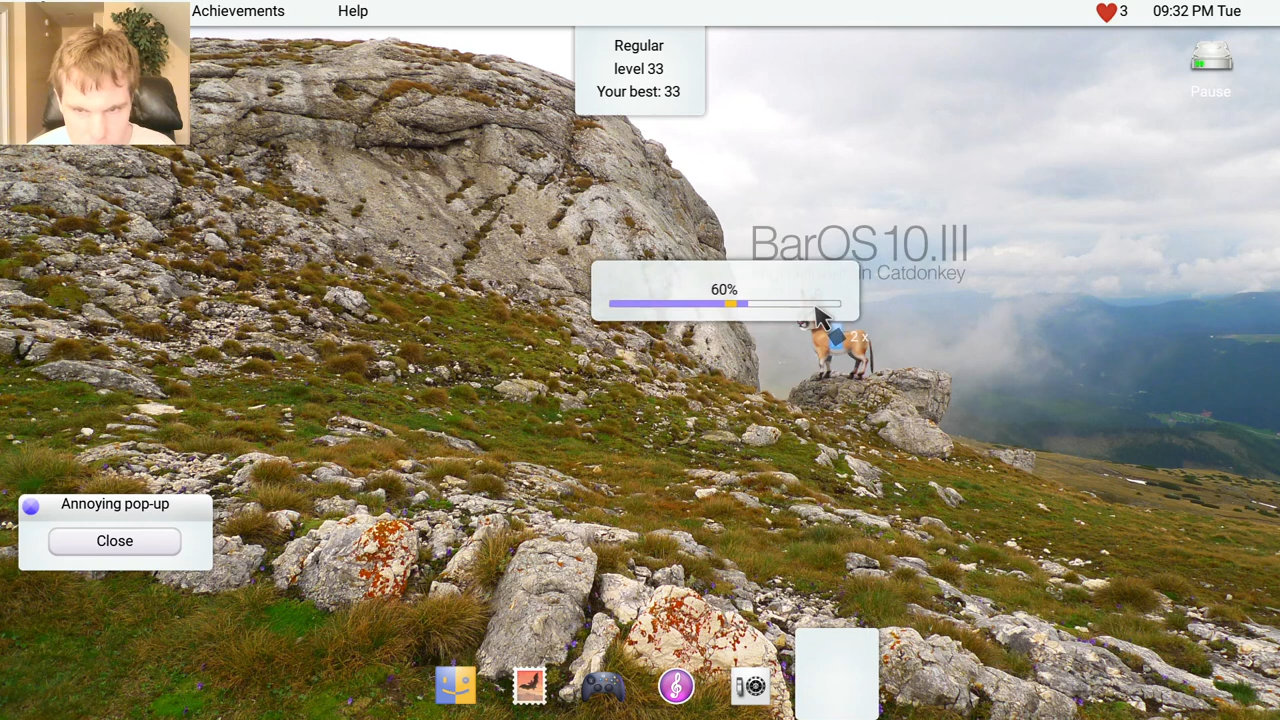 Achievements
Help
3
09:32 PM Tue
Regular
level 33
Your best: 33
Pause
BarOS 10.III
in Catdonkey
60%
2 x
Annoying pop-up
Close